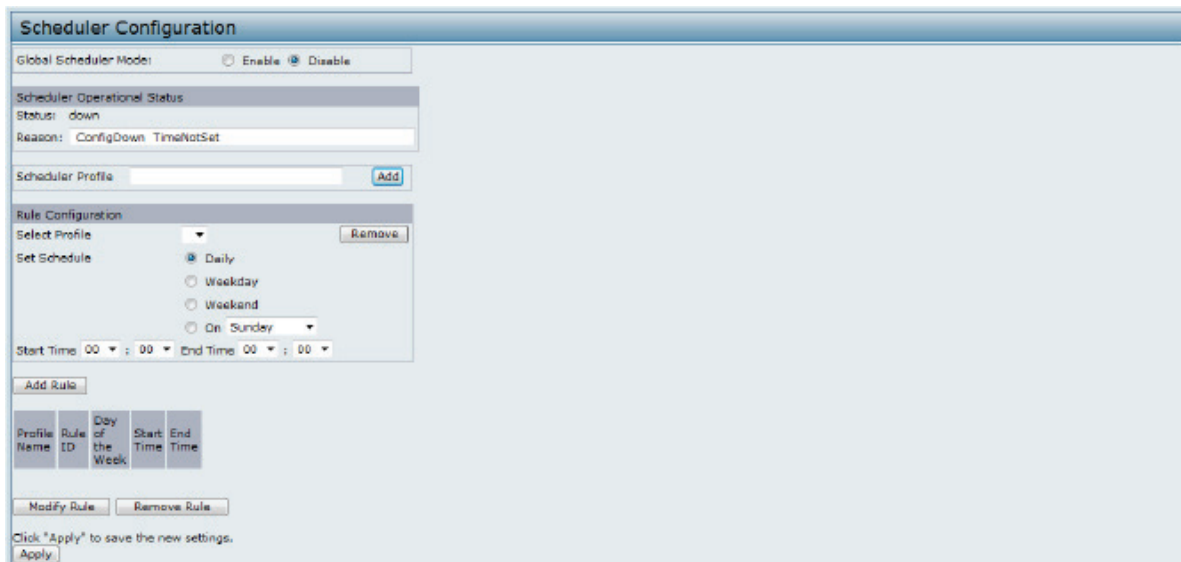 Scheduler Configuration
Global Scheduler Mode: Enable Disable
Scheduler Operational Status
Status: down
Reason: ConfigDown TimeNotSet
Scheduler Profile Add
Rule Configuration
Select Profile Remove
Set Schedule Daily
Weekday
Weekend
On Sunday
Start Time 00 : 00 End Time 00 : 00
Add Rule
Profile Name Rule ID Day of the Week Start Time End Time
Modify Rule Remove Rule
Click "Apply" to save the new settings.
Apply